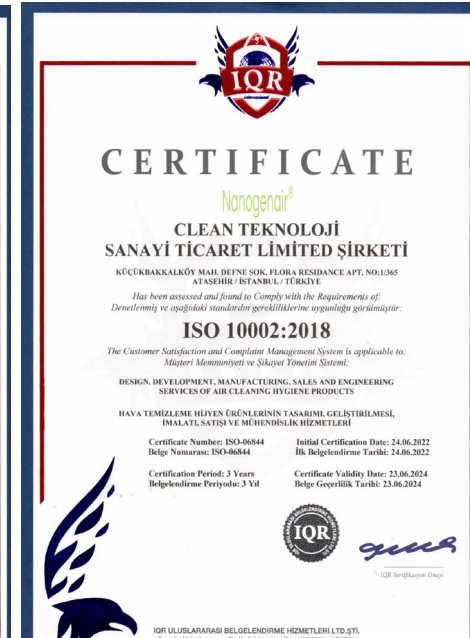 IQR
international
CERTIFICATE
Nanogenair®
CLEAN TEKNOLOJİ
SANAYİ TİCARET LİMİTED ŞİRKETİ
KÜÇÜKBAKKALKÖY MAH. DEFNE SOK. FLORA RESIDANCE APT. NO:1/365
ATAŞEHİR / İSTANBUL / TÜRKİYE
Has been assessed and found to Comply with the Requirements of:
Denetlenmiş ve aşağıdaki standardın gerekliliklerine uygunluğu görülmüştür:
ISO 10002:2018
The Customer Satisfaction and Complaint Management System is applicable to:
Müşteri Memnuniyeti ve Şikayet Yönetim Sistemi:
DESIGN, DEVELOPMENT, MANUFACTURING, SALES AND ENGINEERING
SERVICES OF AIR CLEANING HYGIENE PRODUCTS
HAVA TEMİZLEME HİJYEN ÜRÜNLERİNİN TASARIMI, GELİŞTİRİLMESİ,
İMALATI, SATIŞI VE MÜHENDİSLİK HİZMETLERİ
Certificate Number: ISO-06844 Initial Certification Date: 24.06.2022
Belge Numarası: ISO-06844 İlk Belgelendirme Tarihi: 24.06.2022
Certification Period: 3 Years Certificate Validity Date: 23.06.2024
Belgelendirme Periyodu: 3 Yıl Belge Geçerlilik Tarihi: 23.06.2024
IQR
IQR Sertifikasyon Onayı
IQR ULUSLARARASI BELGELENDİRME HİZMETLERİ LTD.ŞTİ.